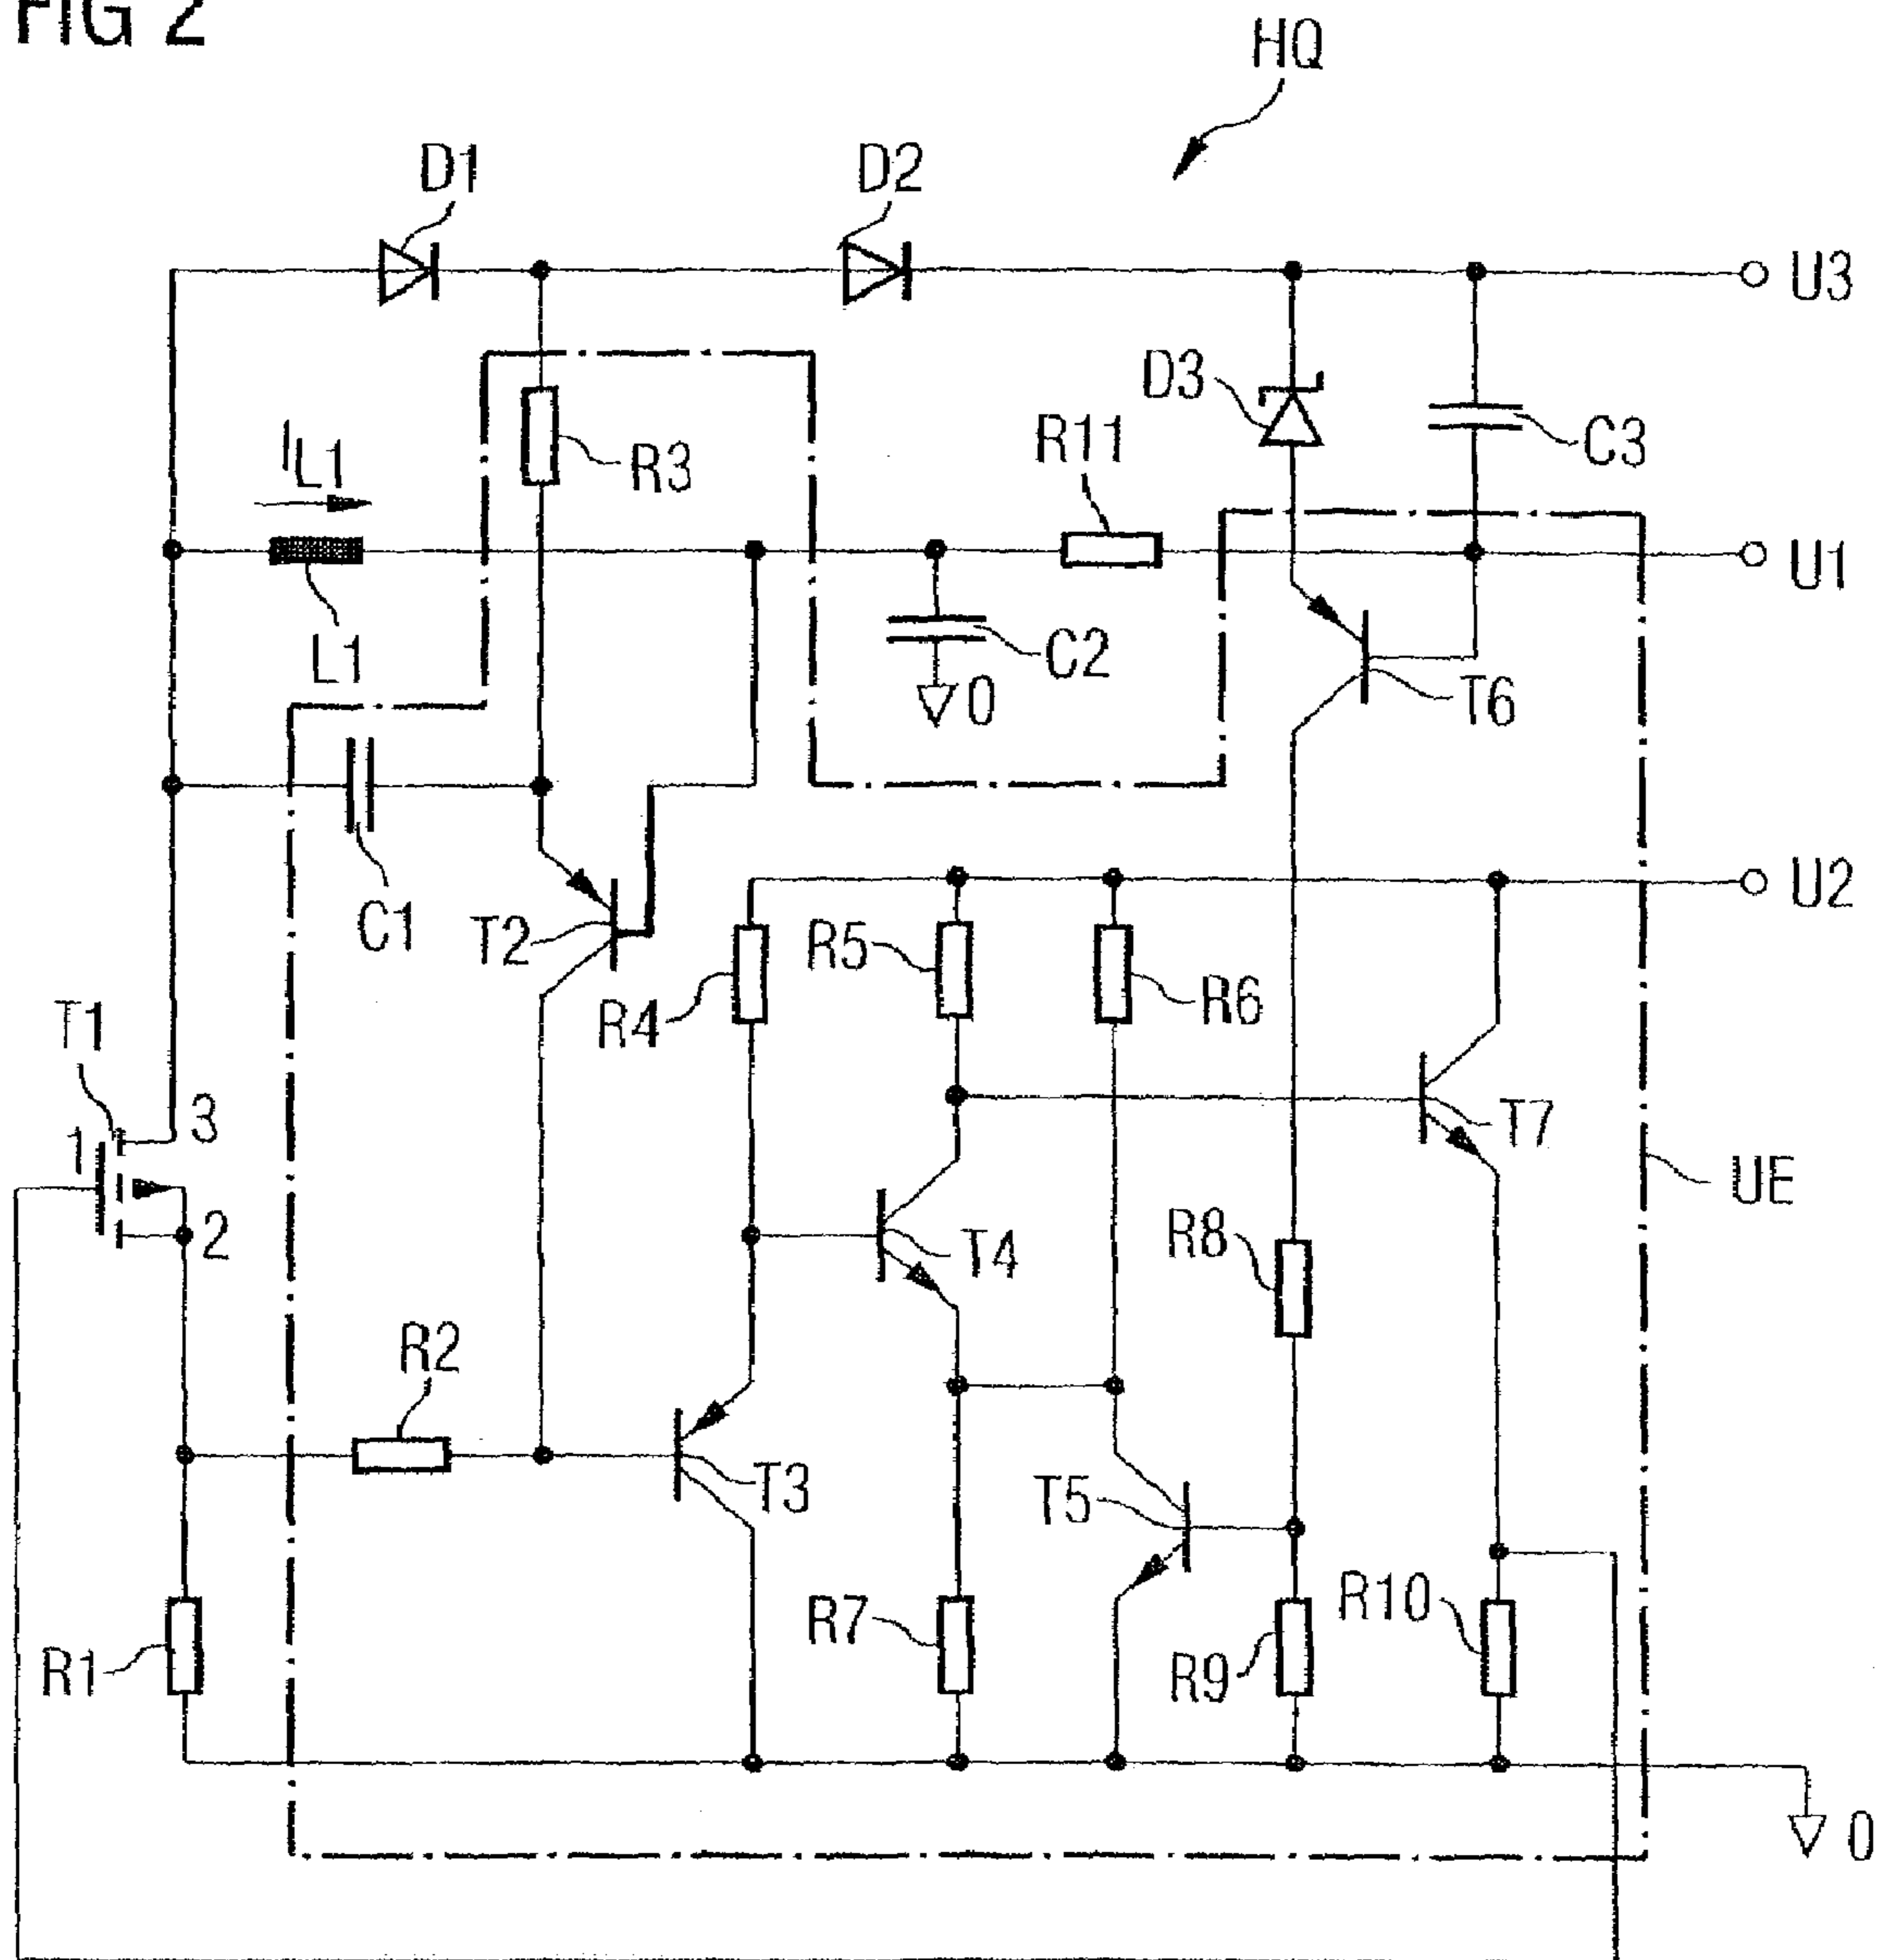 FIG 2
HQ
D1
D2
U3
D3
R11
C3
IL1
R3
U1
L1
C2
0
T6
U2
C1
T2
R4
R5
R6
T1
3
1
2
T7
UE
T4
R8
R2
T3
T5
R1
R7
R9
R10
0